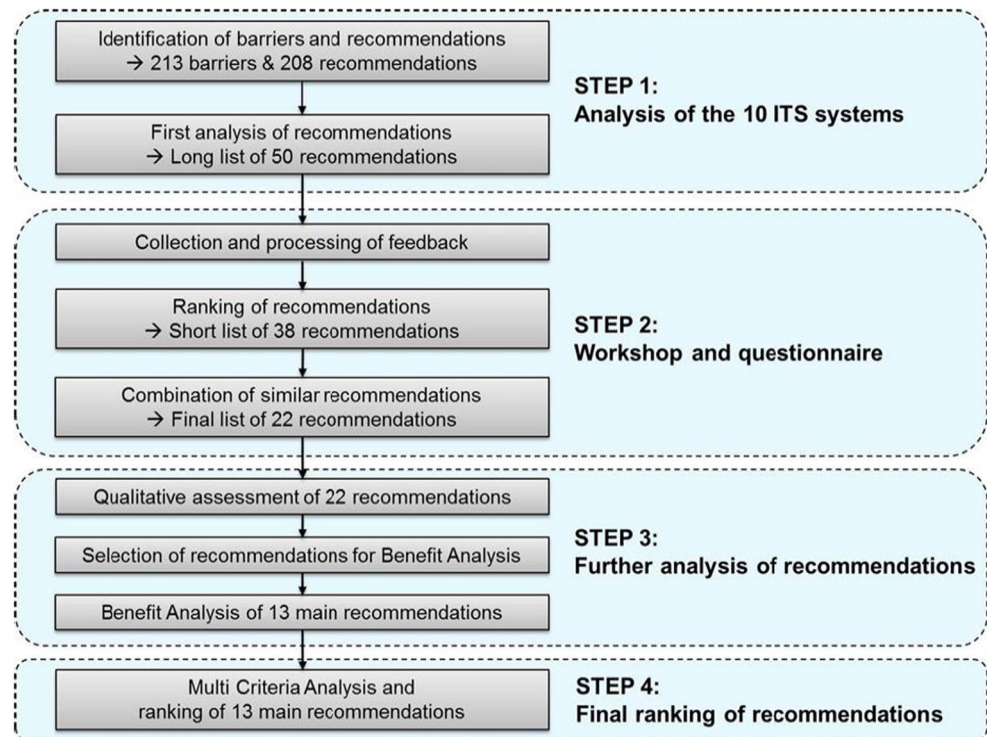 Identification of barriers and recommendations
→ 213 barriers & 208 recommendations
First analysis of recommendations
→ Long list of 50 recommendations
STEP 1:
Analysis of the 10 ITS systems
Collection and processing of feedback
Ranking of recommendations
→ Short list of 38 recommendations
Combination of similar recommendations
→ Final list of 22 recommendations
STEP 2:
Workshop and questionnaire
Qualitative assessment of 22 recommendations
Selection of recommendations for Benefit Analysis
Benefit Analysis of 13 main recommendations
STEP 3:
Further analysis of recommendations
Multi Criteria Analysis and
ranking of 13 main recommendations
STEP 4:
Final ranking of recommendations